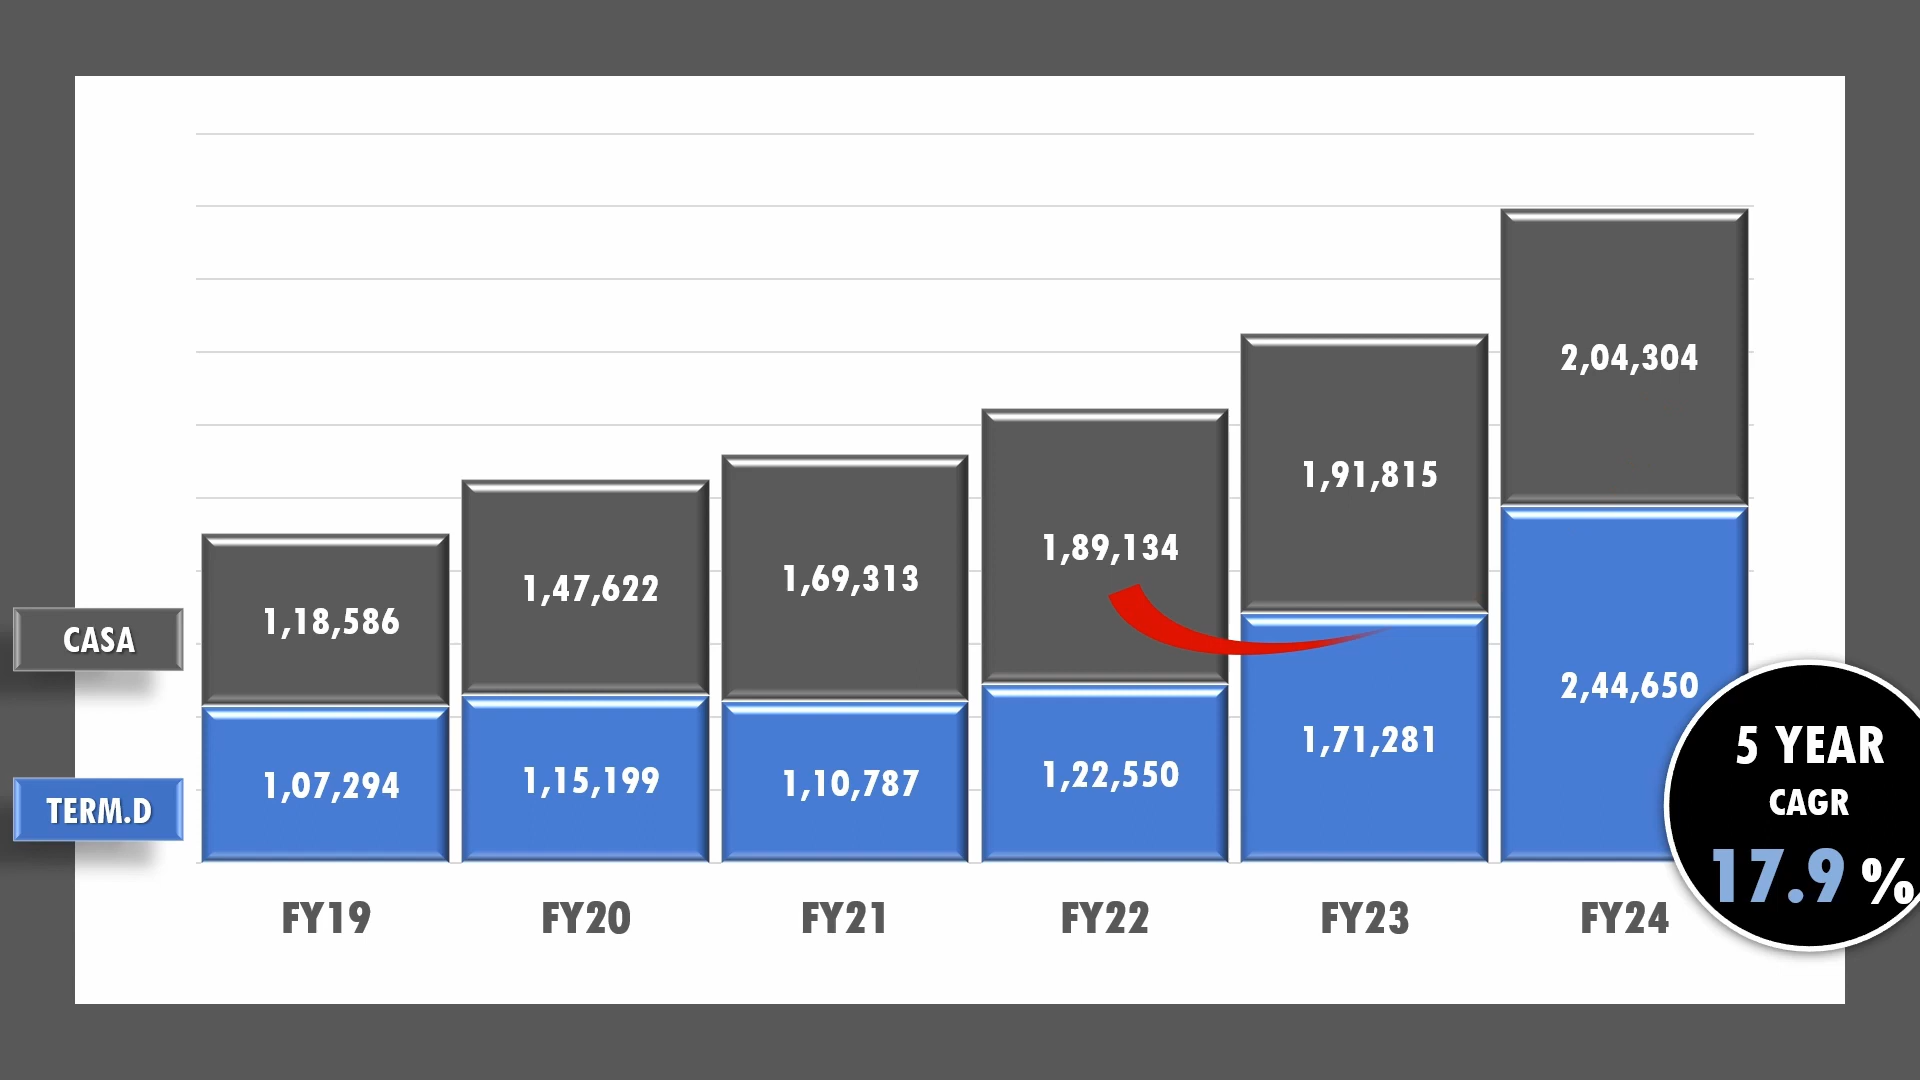 1,18,586
1,47,622
1,69,313
1,89,134
1,91,815
2,04,304
CASA
1,07,294
1,15,199
1,10,787
1,22,550
1,71,281
2,44,650
TERM.D
5 YEAR
CAGR
17.9 %
FY19
FY20
FY21
FY22
FY23
FY24